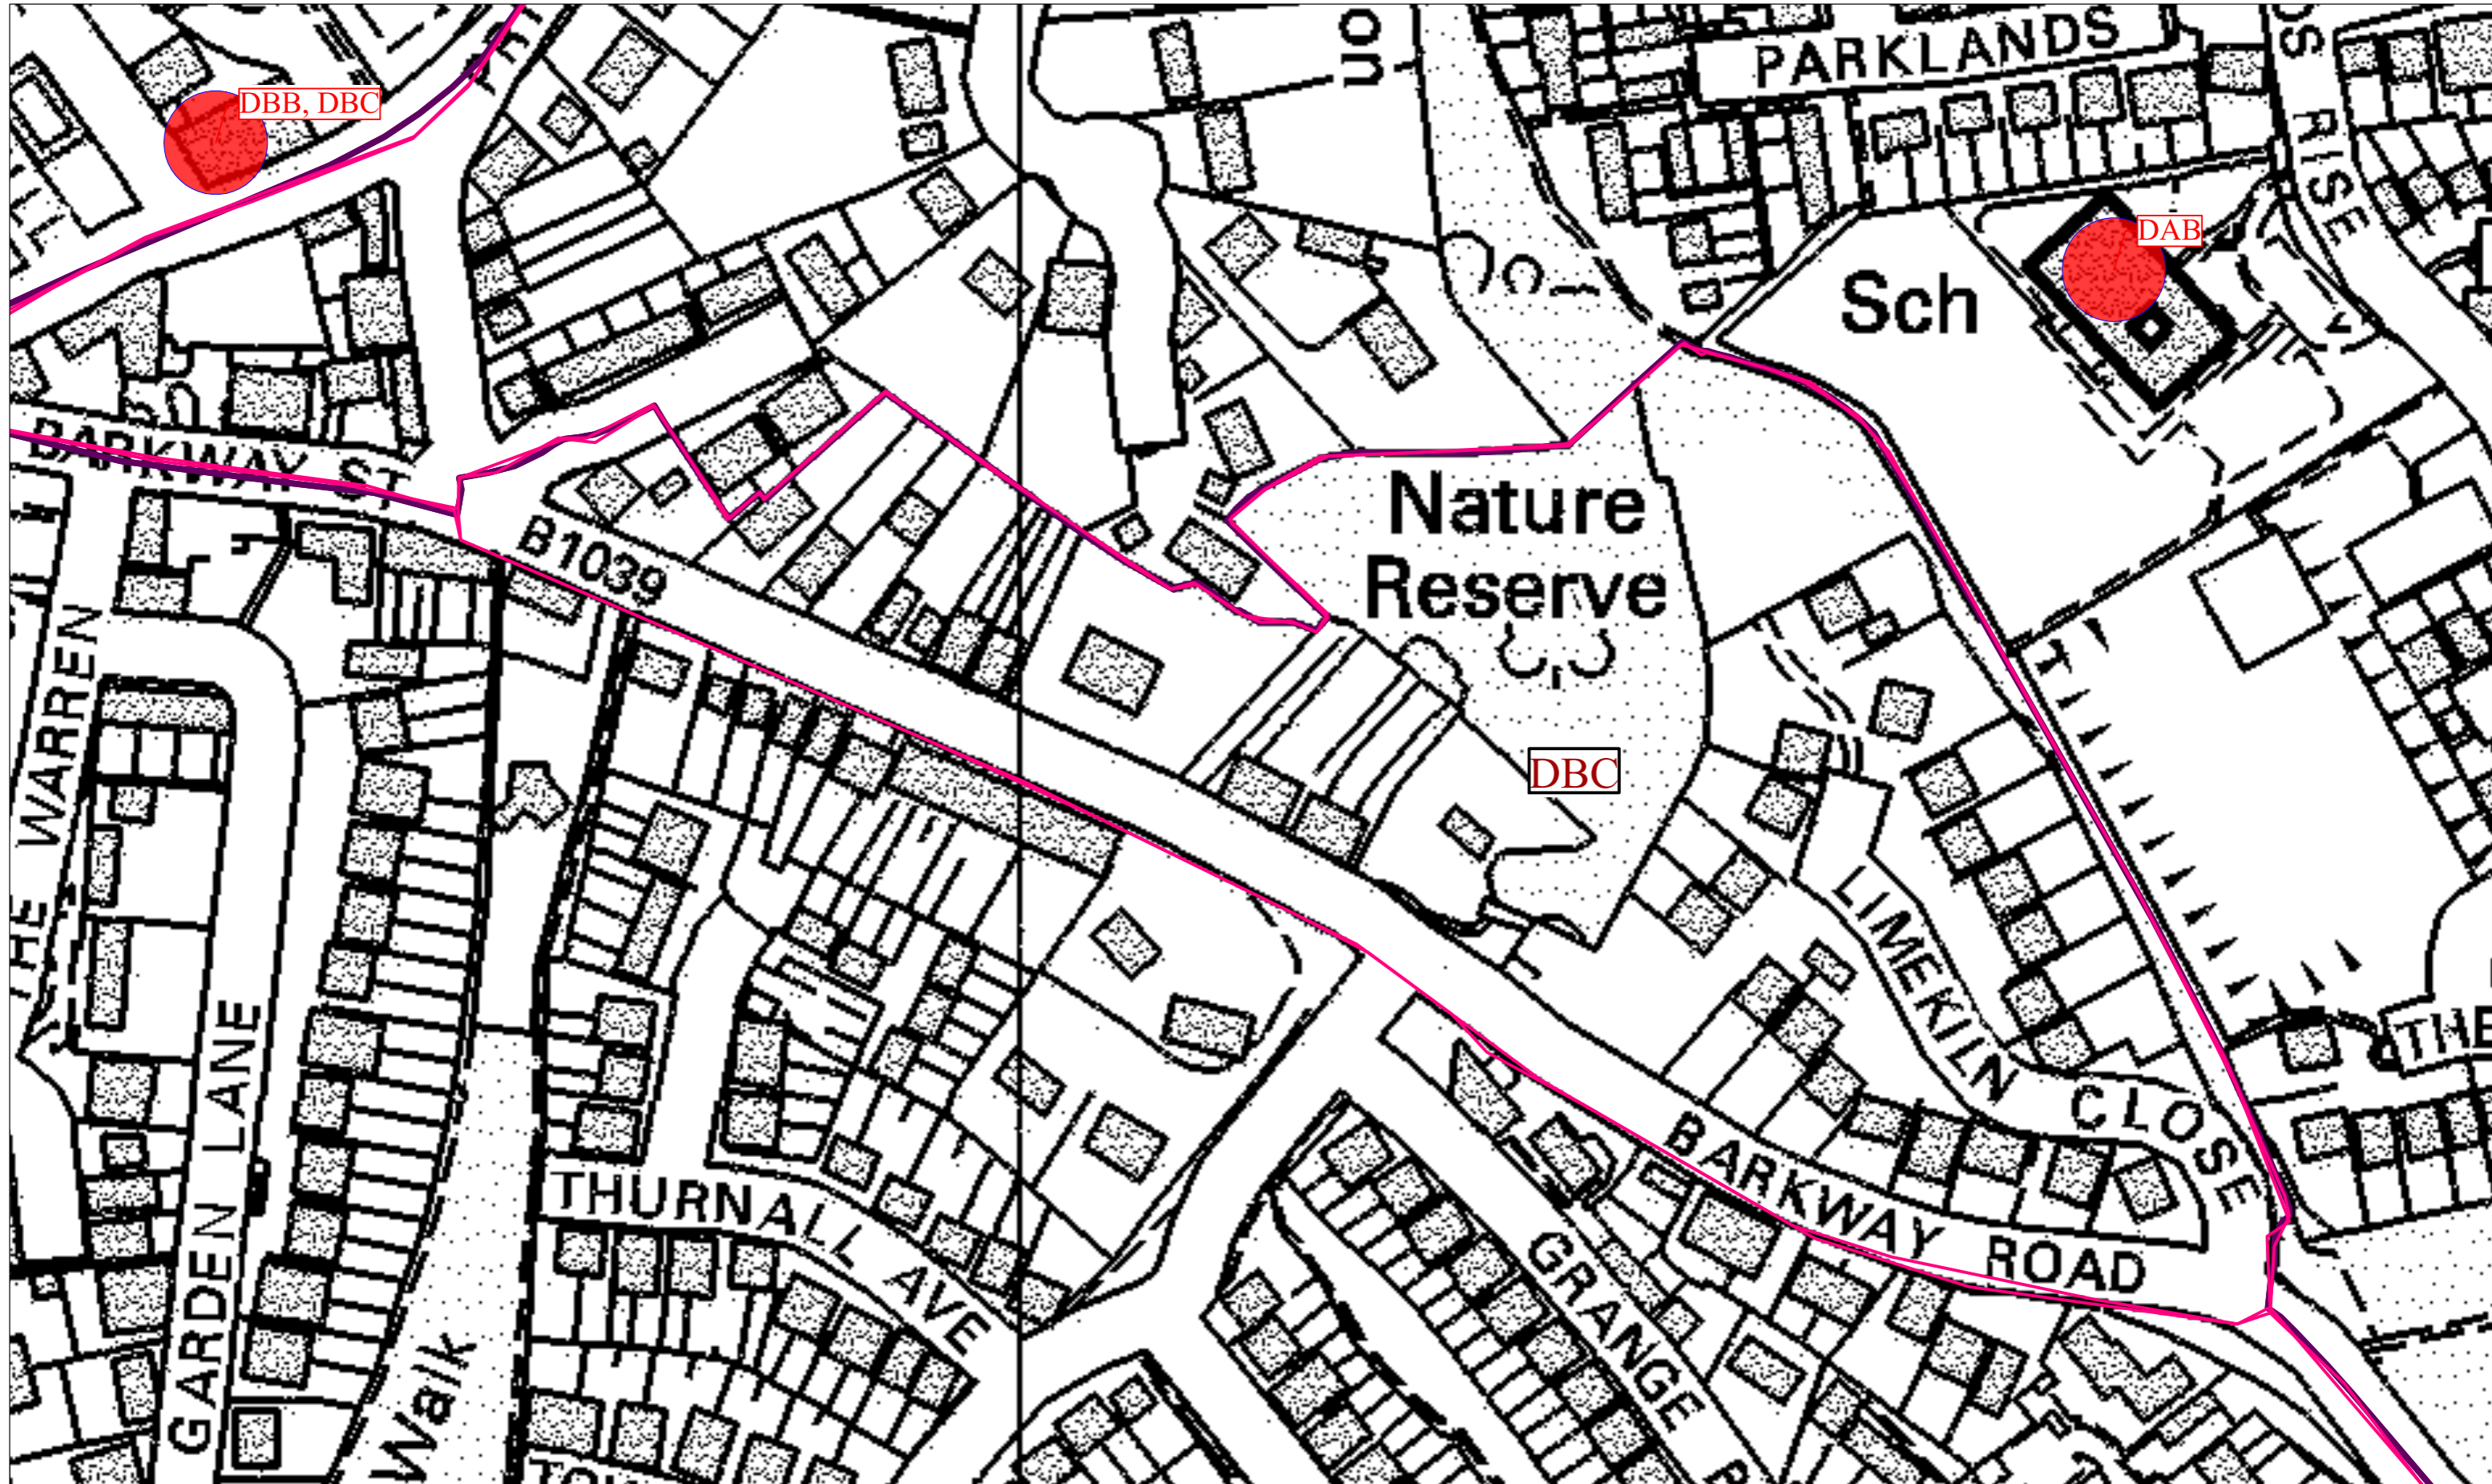 PARKLANDS
DBB, DBC
DAB
RISE
Sch
BARKWAY ST
Nature
Reserve
B1039
THE WARREN
DBC
LIMEKILN CLOSE
GARDEN LANE
THE
BARKWAY ROAD
THURNALL AVE
GRANGE
Walk